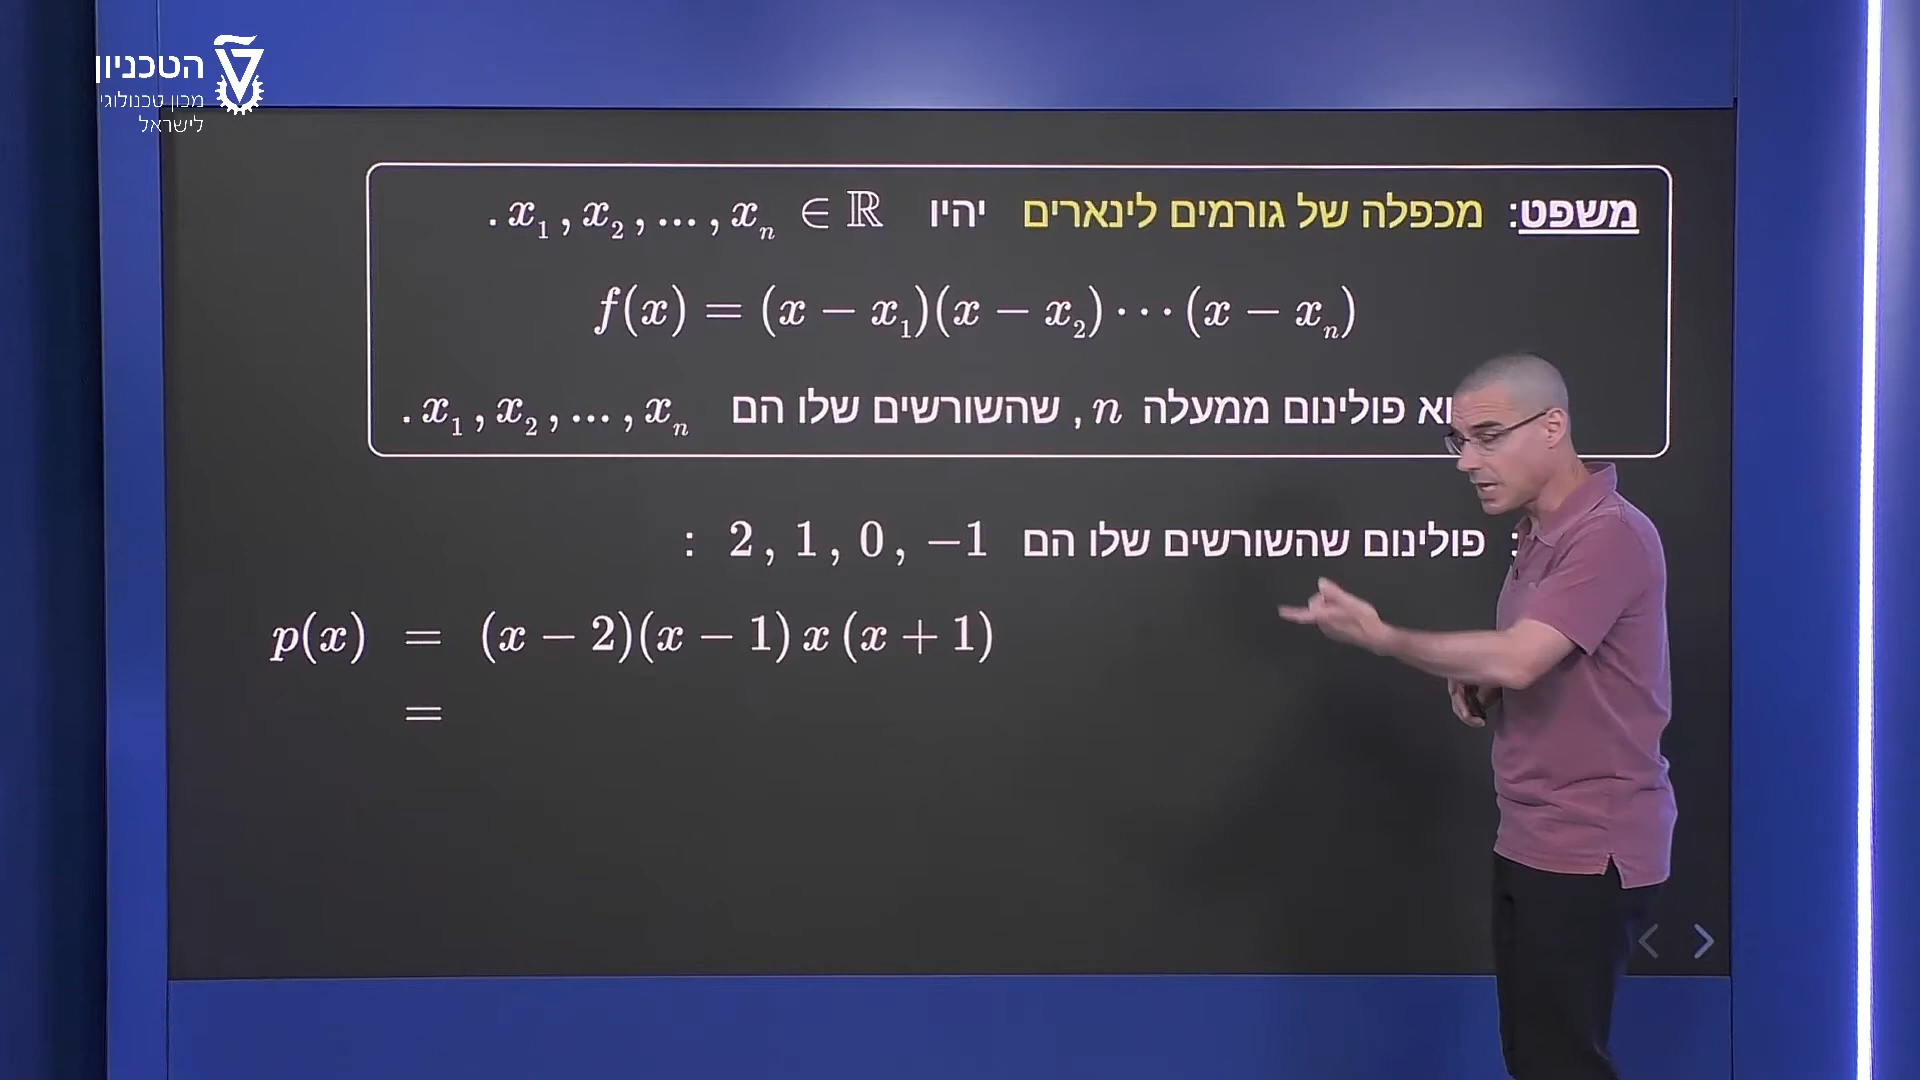 הטכניון
מכון טכנולוגי
לישראל
משפט: מכפלה של גורמים לינארים יהיו x₁ , x₂ , ... , xₙ ∈ ℝ .
f(x) = (x − x₁)(x − x₂) ··· (x − xₙ)
פולינום ממעלה n , שהשורשים שלו הם x₁ , x₂ , ... , xₙ .
פולינום שהשורשים שלו הם 2 , 1 , 0 , −1 :
p(x) = (x − 2)(x − 1) x (x + 1)
=